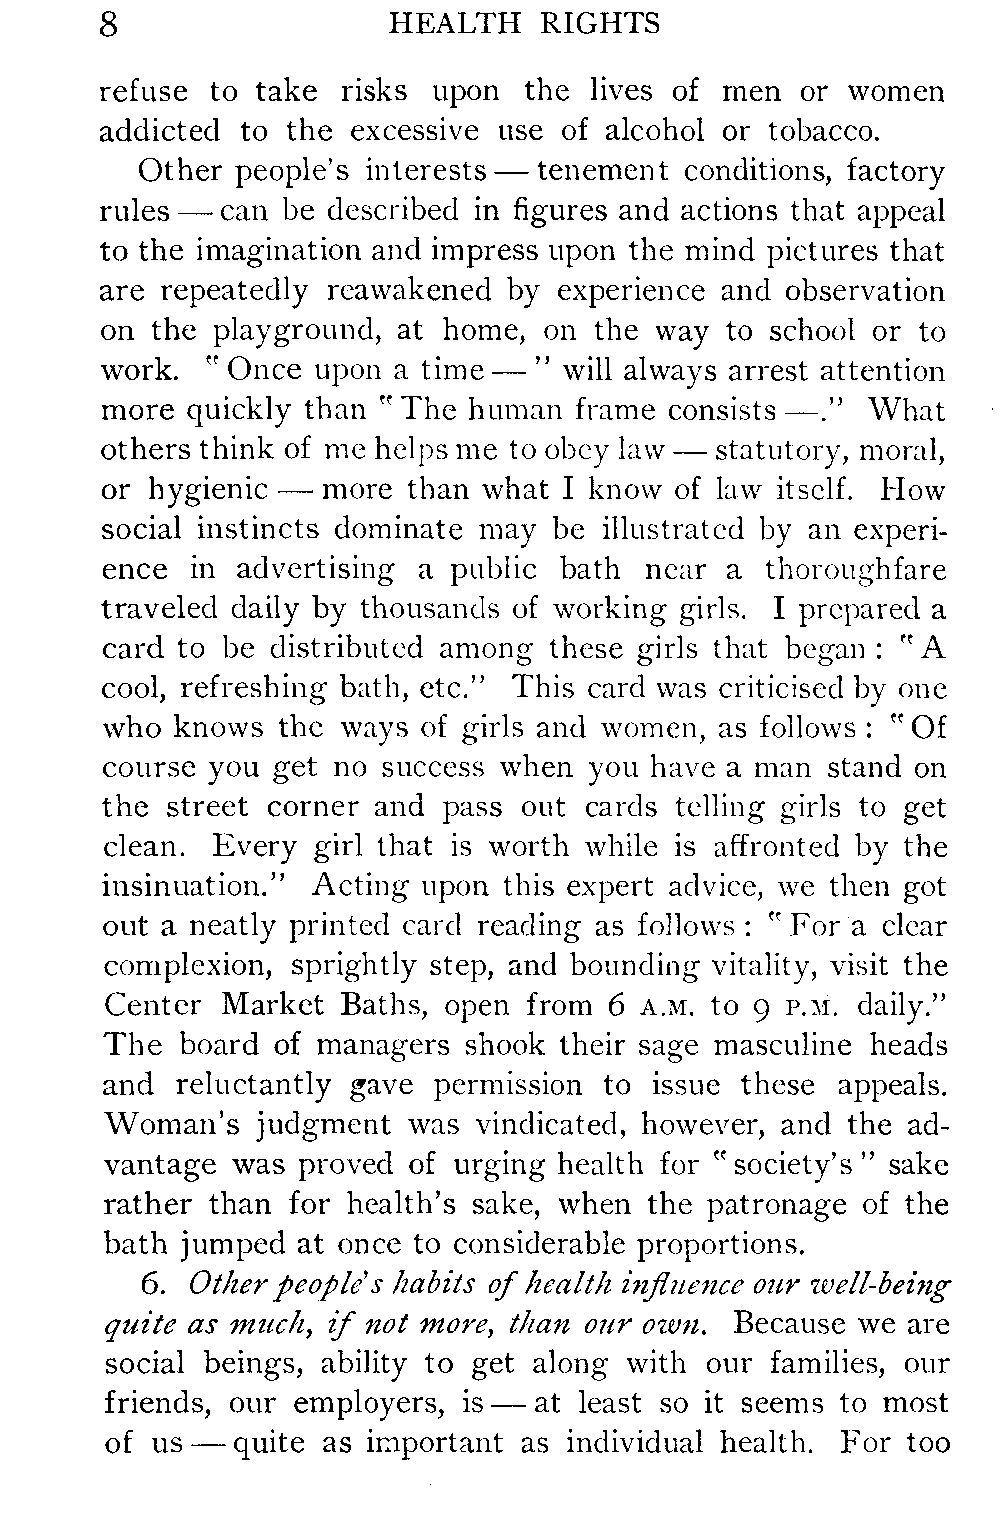 8 HEALTH RIGHTS
refuse to take risks upon the lives of men or women
addicted to the excessive use of alcohol or tobacco.
Other people's interests — tenement conditions, factory
rules — can be described in figures and actions that appeal
to the imagination and impress upon the mind pictures that
are repeatedly reawakened by experience and observation
on the playground, at home, on the way to school or to
work. "Once upon a time — " will always arrest attention
more quickly than "The human frame consists —." What
others think of me helps me to obey law — statutory, moral,
or hygienic — more than what I know of law itself. How
social instincts dominate may be illustrated by an experi-
ence in advertising a public bath near a thoroughfare
traveled daily by thousands of working girls. I prepared a
card to be distributed among these girls that began : "A
cool, refreshing bath, etc." This card was criticised by one
who knows the ways of girls and women, as follows : "Of
course you get no success when you have a man stand on
the street corner and pass out cards telling girls to get
clean. Every girl that is worth while is affronted by the
insinuation." Acting upon this expert advice, we then got
out a neatly printed card reading as follows : "For a clear
complexion, sprightly step, and bounding vitality, visit the
Center Market Baths, open from 6 A.M. to 9 P.M. daily."
The board of managers shook their sage masculine heads
and reluctantly gave permission to issue these appeals.
Woman's judgment was vindicated, however, and the ad-
vantage was proved of urging health for "society's" sake
rather than for health's sake, when the patronage of the
bath jumped at once to considerable proportions.
6. Other people's habits of health influence our well-being
quite as much, if not more, than our own. Because we are
social beings, ability to get along with our families, our
friends, our employers, is — at least so it seems to most
of us — quite as important as individual health. For too